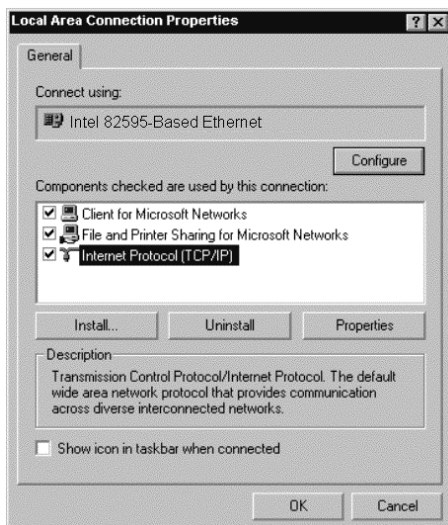 Local Area Connection Properties
General
Connect using:
Intel 82595-Based Ethernet
Configure
Components checked are used by this connection:
Client for Microsoft Networks
File and Printer Sharing for Microsoft Networks
Internet Protocol (TCP/IP)
Install...
Uninstall
Properties
Description
Transmission Control Protocol/Internet Protocol. The default
wide area network protocol that provides communication
across diverse interconnected networks.
Show icon in taskbar when connected
OK
Cancel